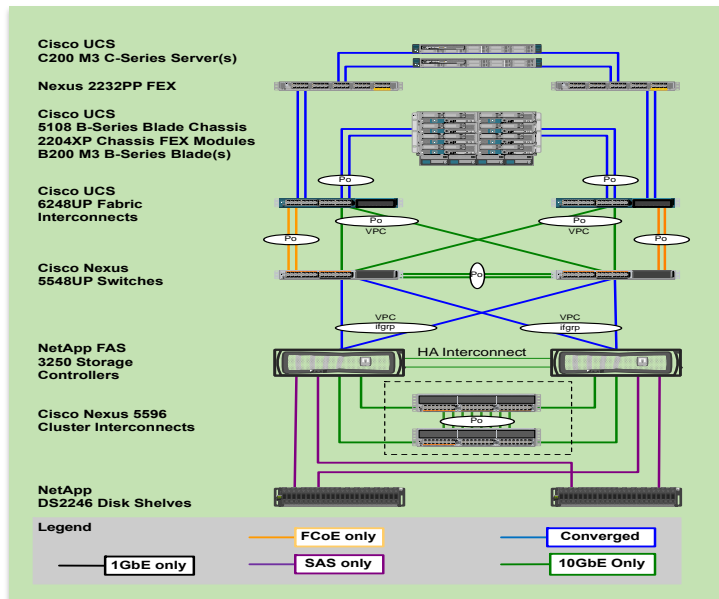 Cisco UCS
C200 M3 C-Series Server(s)
Nexus 2232PP FEX
Cisco UCS
5108 B-Series Blade Chassis
2204XP Chassis FEX Modules
B200 M3 B-Series Blade(s)
Po
Po
Cisco UCS
6248UP Fabric
Interconnects
Po
VPC
Po
VPC
Po
Po
Cisco Nexus
5548UP Switches
Po
VPC
ifgrp
VPC
ifgrp
NetApp FAS
3250 Storage
Controllers
HA Interconnect
Cisco Nexus 5596
Cluster Interconnects
Po
NetApp
DS2246 Disk Shelves
Legend
FCoE only
Converged
1GbE only
SAS only
10GbE Only